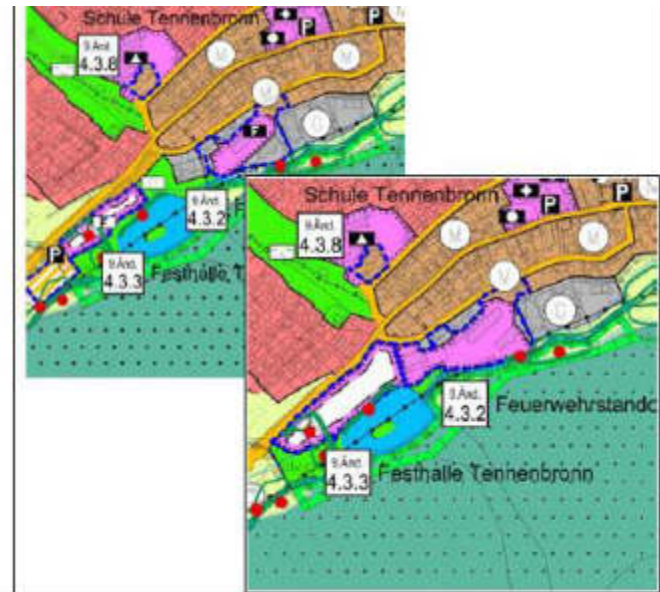 Schule Tennenbronn
9.Änd.
4.3.8
M
M
M
G
F
P
9.Änd.
4.3.2
F
9.Änd.
4.3.3
Festhalle T
P
Schule Tennenbronn
9.Änd.
4.3.8
P
P
M
M
M
G
9.Änd.
4.3.2
Feuerwehrstando
9.Änd.
4.3.3
Festhalle Tennenbronn